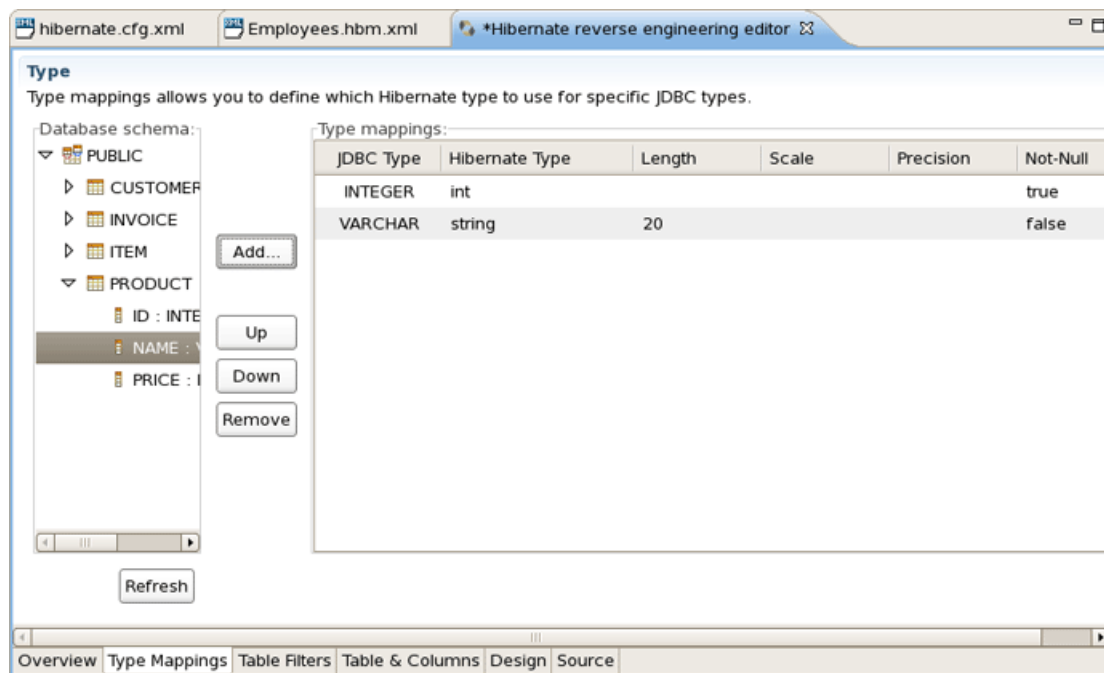 hibernate.cfg.xml Employees.hbm.xml *Hibernate reverse engineering editor
Type
Type mappings allows you to define which Hibernate type to use for specific JDBC types.
Database schema:
PUBLIC
CUSTOMER
INVOICE
ITEM
PRODUCT
ID : INTE
NAME :
PRICE :
Add...
Up
Down
Remove
Refresh
Type mappings:
JDBC Type Hibernate Type Length Scale Precision Not-Null
INTEGER int true
VARCHAR string 20 false
Overview Type Mappings Table Filters Table & Columns Design Source